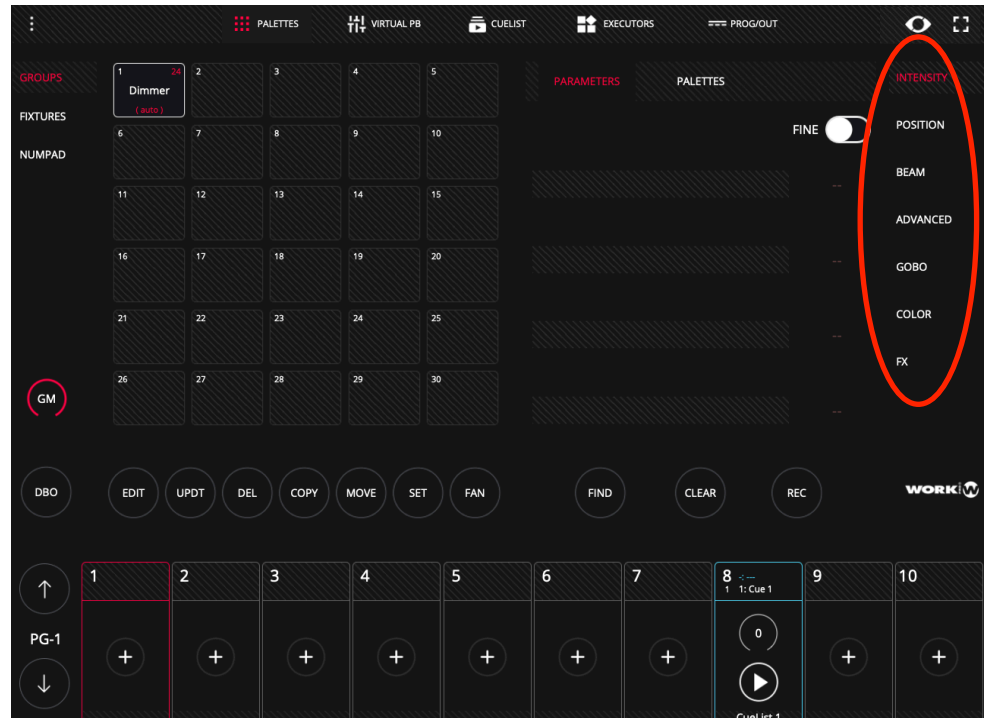 PALETTES VIRTUAL PB CUELIST EXECUTORS PROG/OUT
GROUPS
FIXTURES
NUMPAD
1 24 2 3 4 5
Dimmer
(auto)
6 7 8 9 10
11 12 13 14 15
16 17 18 19 20
21 22 23 24 25
26 27 28 29 30
PARAMETERS PALETTES
FINE
--
--
--
--
INTENSITY
POSITION
BEAM
ADVANCED
GOBO
COLOR
FX
GM
DBO EDIT UPDT DEL COPY MOVE SET FAN FIND CLEAR REC WORK
PG-1
1 2 3 4 5 6 7 8 -:-- 9 10
1 1: Cue 1
+ + + + + + + 0 + +
CueList 1